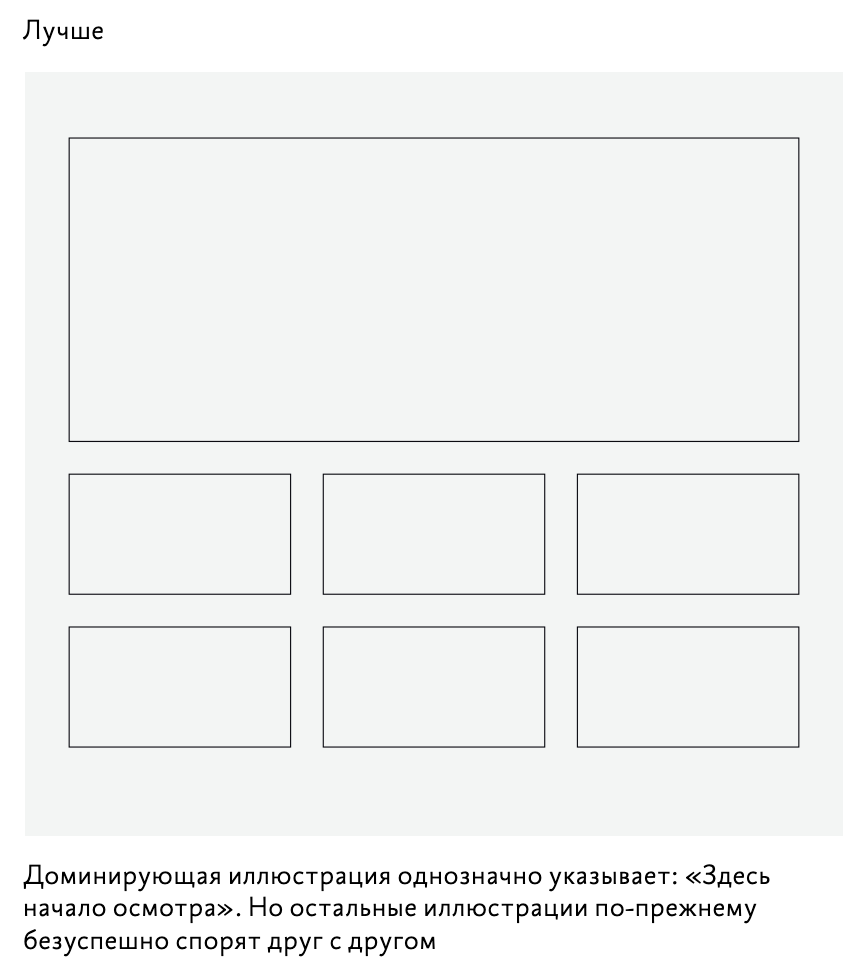 Лучше
Доминирующая иллюстрация однозначно указывает: «Здесь
начало осмотра». Но остальные иллюстрации по-прежнему
безуспешно спорят друг с другом